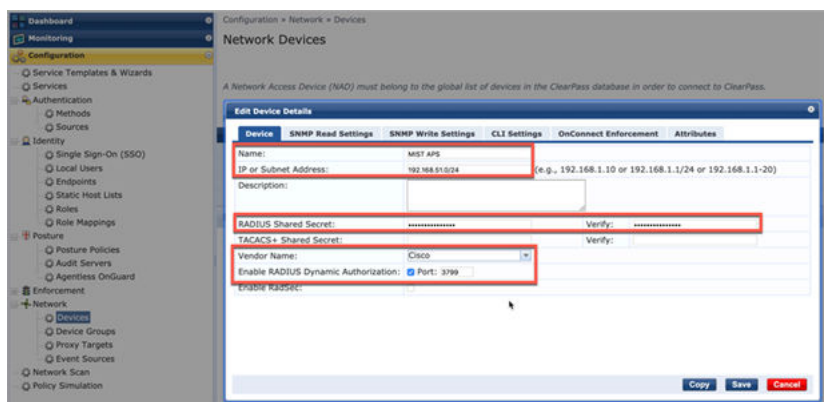 Dashboard
Monitoring
Configuration
Service Templates & Wizards
Services
Authentication
Methods
Sources
Identity
Single Sign-On (SSO)
Local Users
Endpoints
Static Host Lists
Roles
Role Mappings
Posture
Posture Policies
Audit Servers
Agentless OnGuard
Enforcement
Network
Devices
Device Groups
Proxy Targets
Event Sources
Network Scan
Policy Simulation
Configuration » Network » Devices
Network Devices
A Network Access Device (NAD) must belong to the global list of devices in the ClearPass database in order to connect to ClearPass.
Edit Device Details
Device SNMP Read Settings SNMP Write Settings CLI Settings OnConnect Enforcement Attributes
Name: MIST APS
IP or Subnet Address: 192.168.51.0/24 (e.g., 192.168.1.10 or 192.168.1.1/24 or 192.168.1.1-20)
Description:
RADIUS Shared Secret: Verify:
TACACS+ Shared Secret: Verify:
Vendor Name: Cisco
Enable RADIUS Dynamic Authorization: Port: 3799
Enable RadSec:
Copy Save Cancel